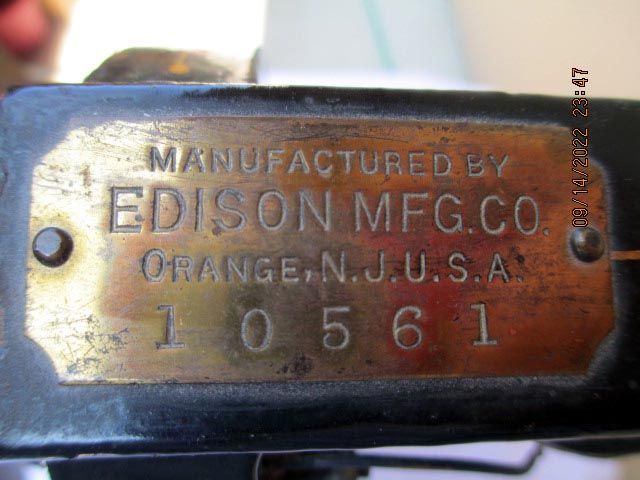 MANUFACTURED BY
EDISON MFG.CO.
ORANGE, N.J.U.S.A.
10561
09/14/2022 23:47